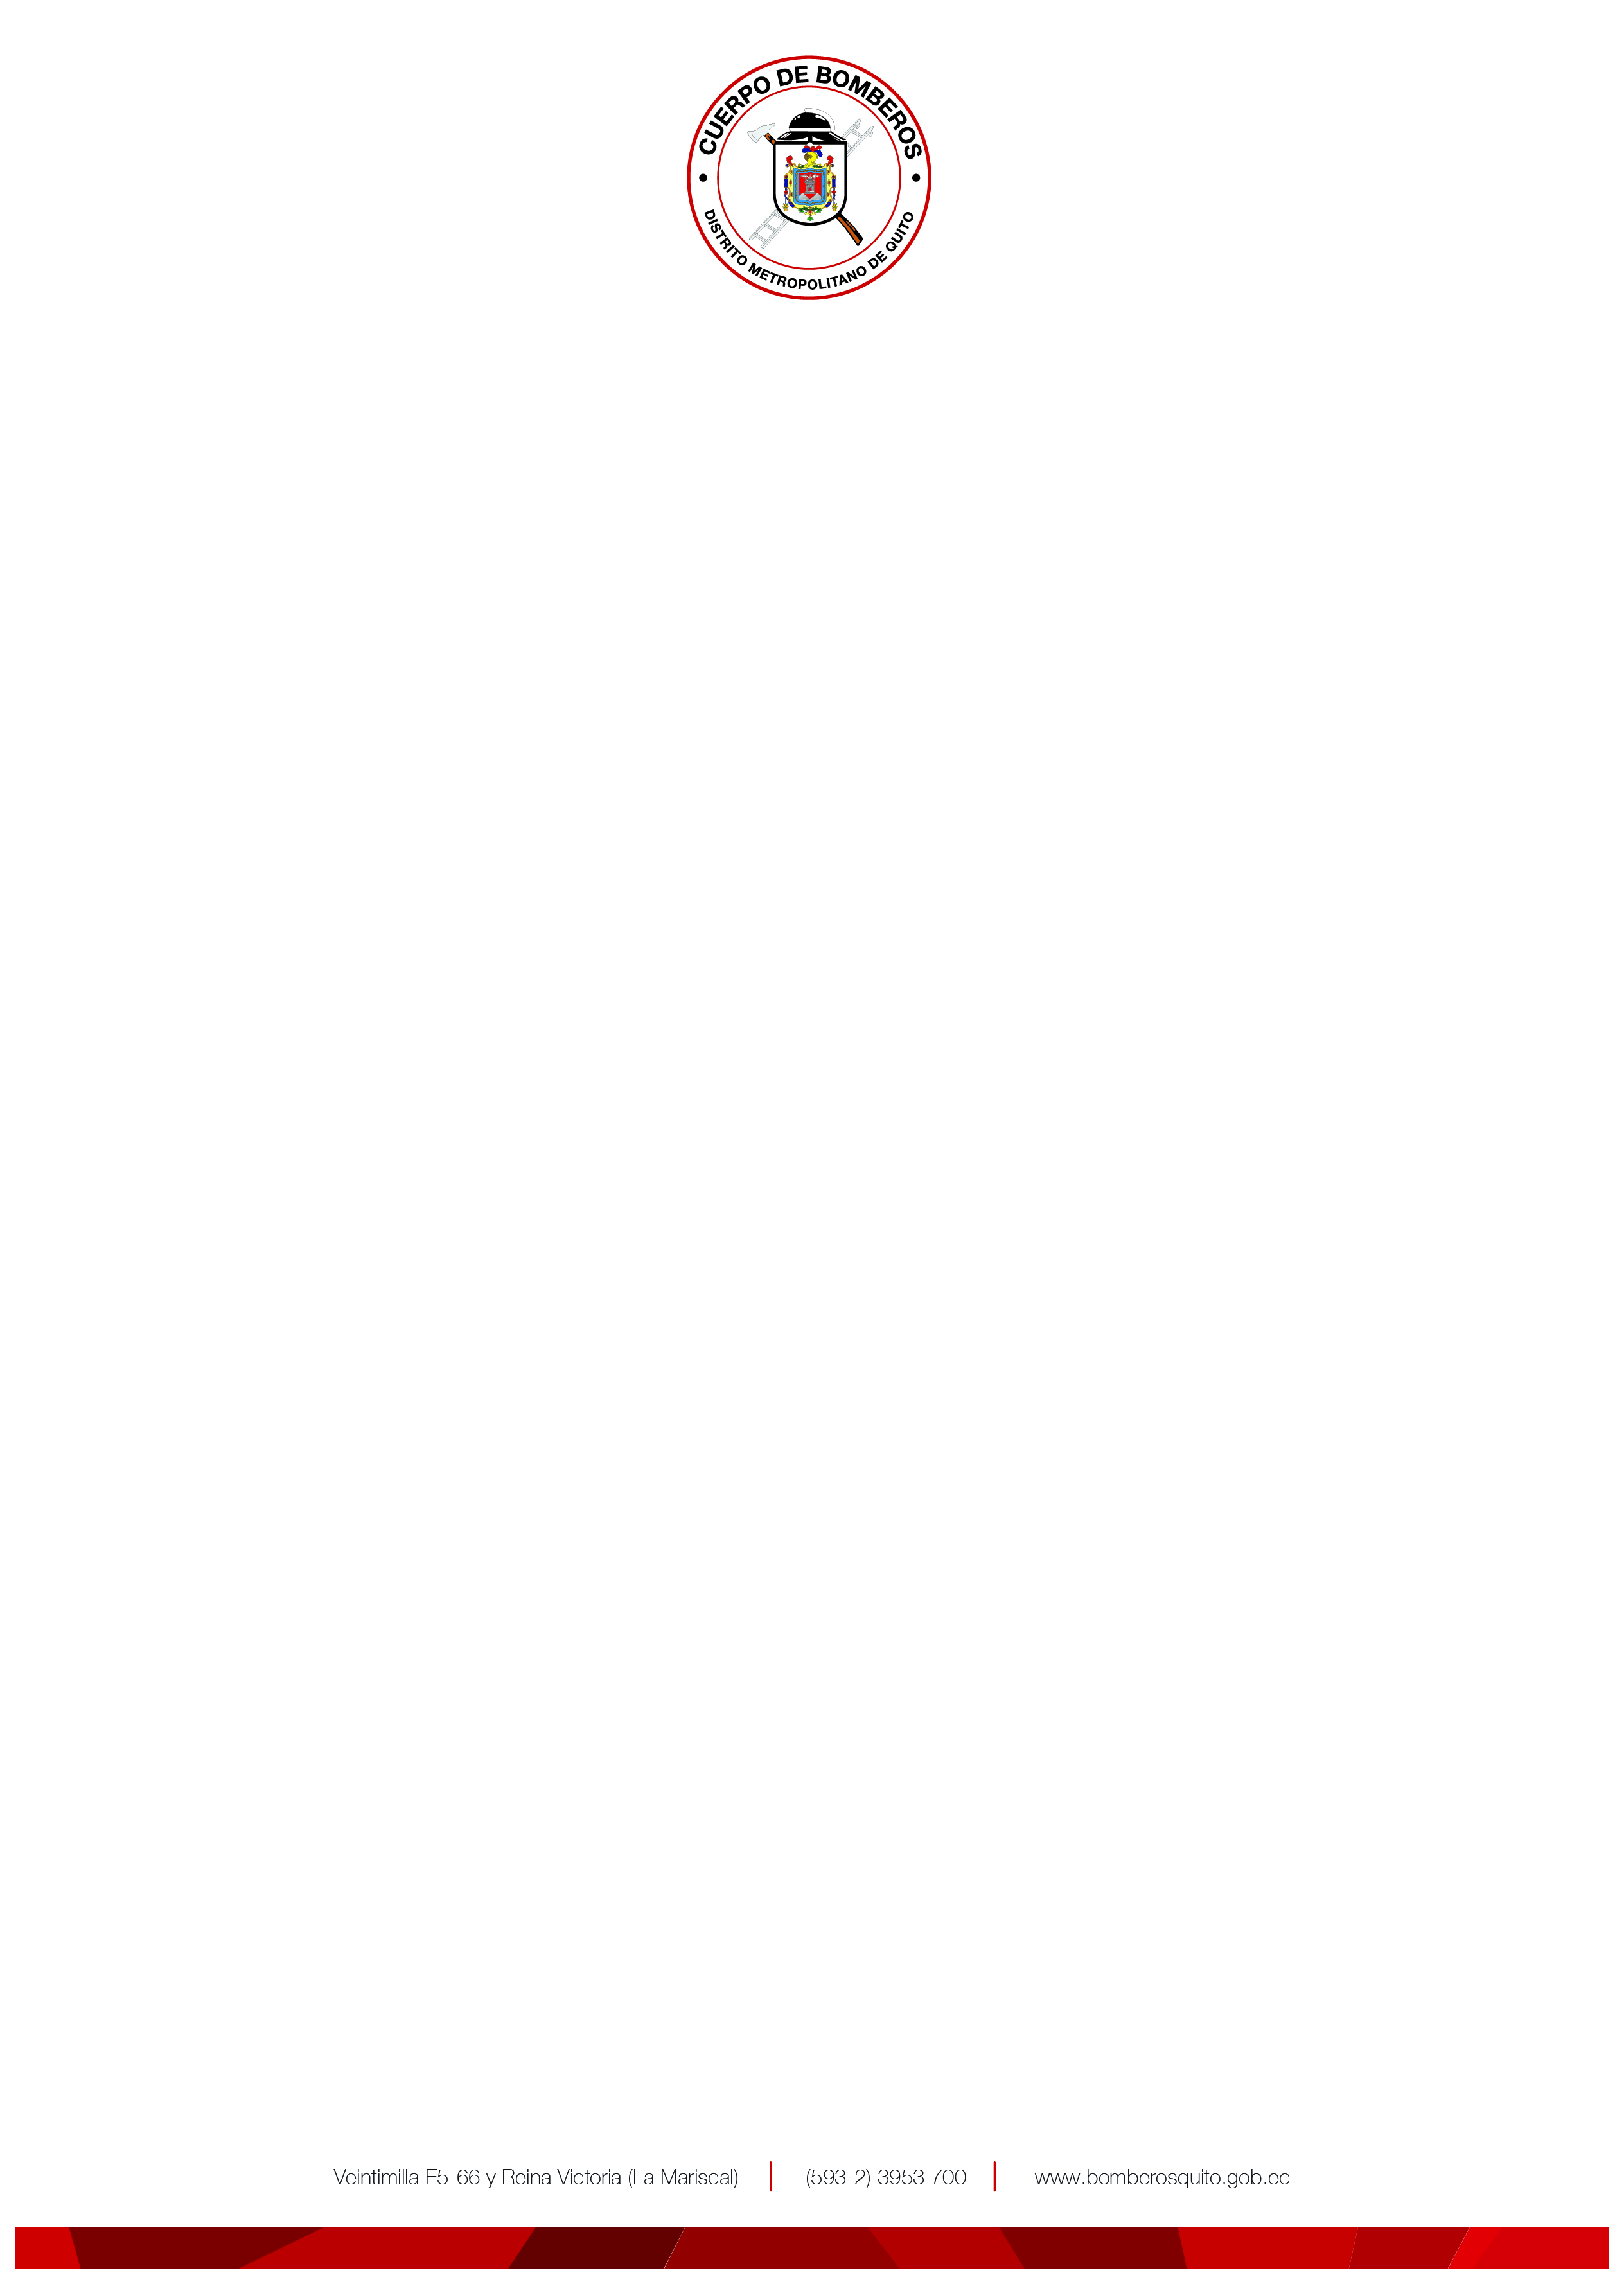 CUERPO DE BOMBEROS
DISTRITO METROPOLITANO DE QUITO
Veintimilla E5-66 y Reina Victoria (La Mariscal) | (593-2) 3953 700 | www.bomberosquito.gob.ec